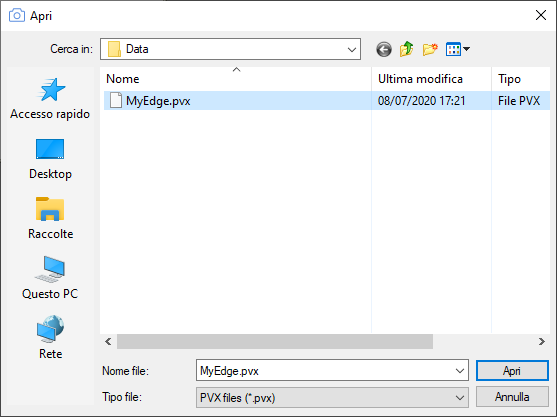 Apri
Cerca in: Data
Nome Ultima modifica Tipo
MyEdge.pvx 08/07/2020 17:21 File PVX
Accesso rapido
Desktop
Raccolte
Questo PC
Rete
Nome file: MyEdge.pvx Apri
Tipo file: PVX files (*.pvx) Annulla